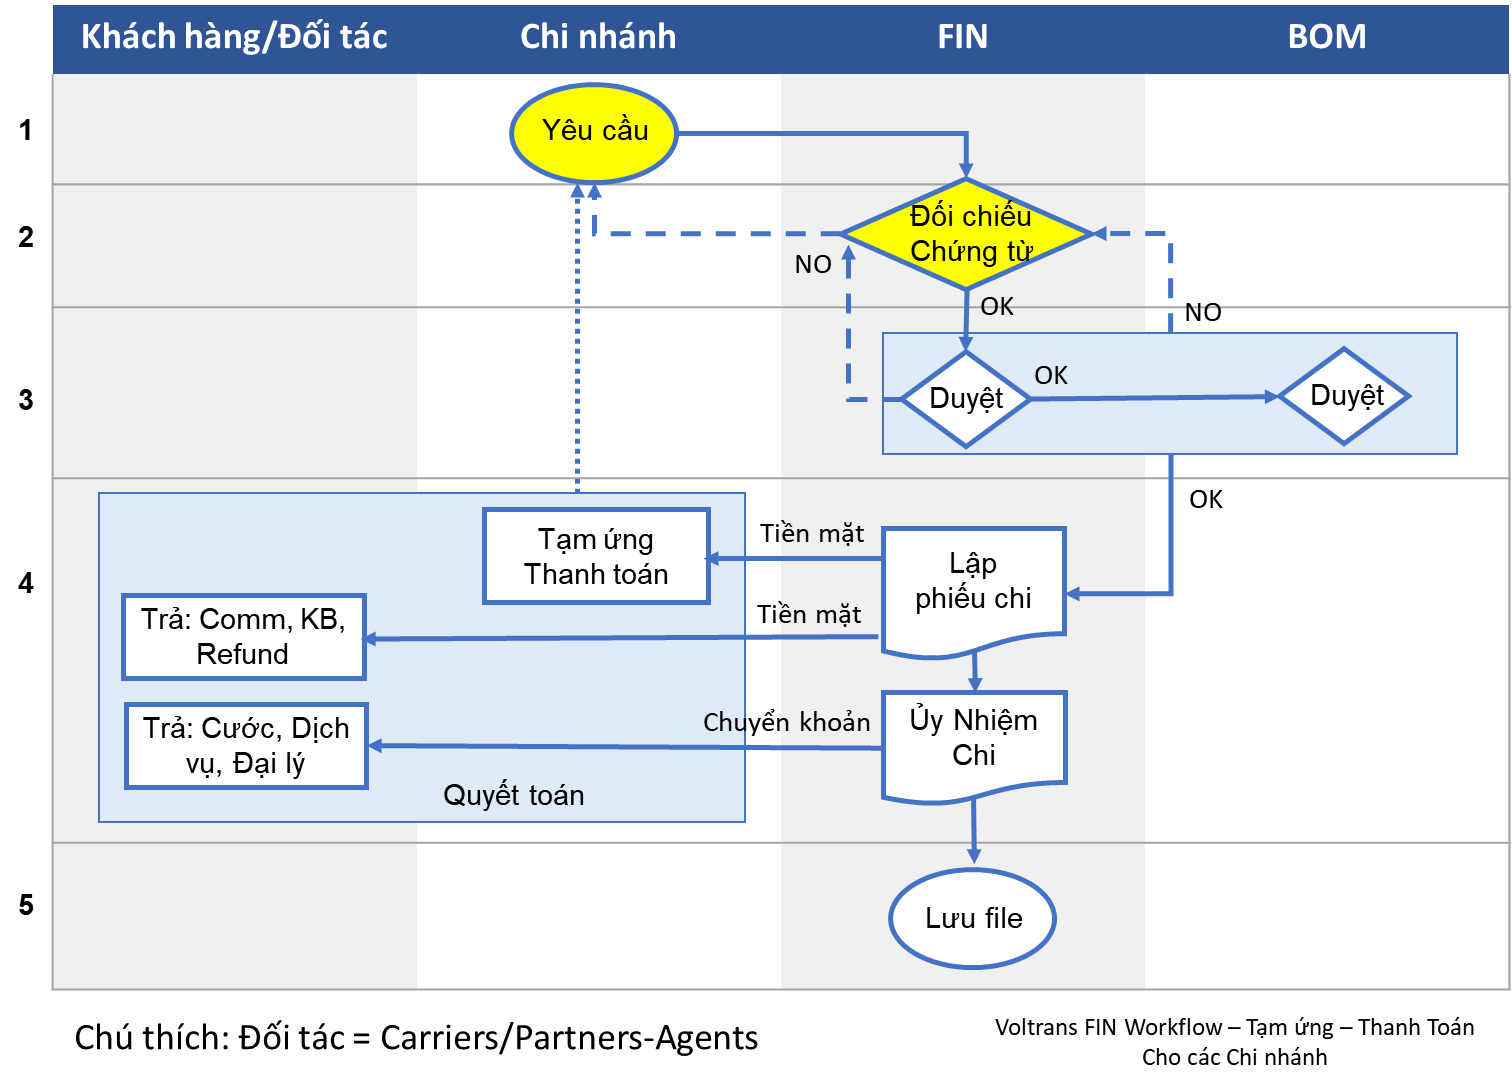 Khách hàng/Đối tác
Chi nhánh
FIN
BOM
1
Yêu cầu
2
Đối chiếu
Chứng từ
NO
OK
NO
3
Duyệt
OK
Duyệt
OK
4
Tạm ứng
Thanh toán
Tiền mặt
Lập
phiếu chi
Trả: Comm, KB,
Refund
Tiền mặt
Trả: Cước, Dịch
vụ, Đại lý
Chuyển khoản
Ủy Nhiệm
Chi
Quyết toán
5
Lưu file
Chú thích: Đối tác = Carriers/Partners-Agents
Voltrans FIN Workflow – Tạm ứng – Thanh Toán
Cho các Chi nhánh